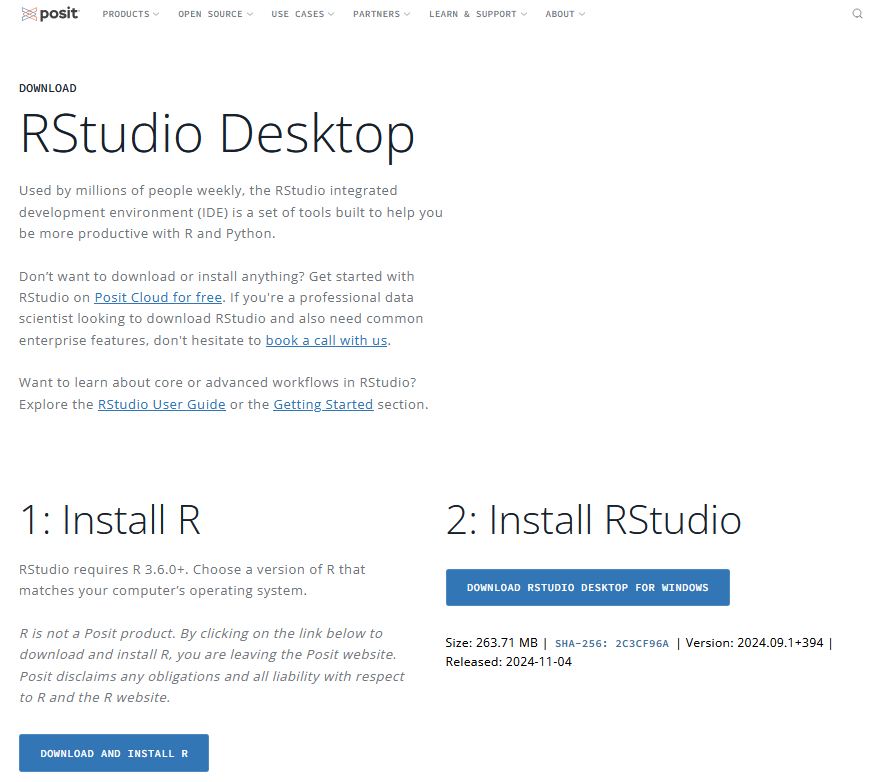 posit
PRODUCTS
OPEN SOURCE
USE CASES
PARTNERS
LEARN & SUPPORT
ABOUT
DOWNLOAD
RStudio Desktop
Used by millions of people weekly, the RStudio integrated
development environment (IDE) is a set of tools built to help you
be more productive with R and Python.
Don’t want to download or install anything? Get started with
RStudio on Posit Cloud for free. If you're a professional data
scientist looking to download RStudio and also need common
enterprise features, don't hesitate to book a call with us.
Want to learn about core or advanced workflows in RStudio?
Explore the RStudio User Guide or the Getting Started section.
1: Install R
RStudio requires R 3.6.0+. Choose a version of R that
matches your computer’s operating system.
R is not a Posit product. By clicking on the link below to
download and install R, you are leaving the Posit website.
Posit disclaims any obligations and all liability with respect
to R and the R website.
DOWNLOAD AND INSTALL R
2: Install RStudio
DOWNLOAD RSTUDIO DESKTOP FOR WINDOWS
Size: 263.71 MB | SHA-256: 2C3CF96A | Version: 2024.09.1+394 |
Released: 2024-11-04